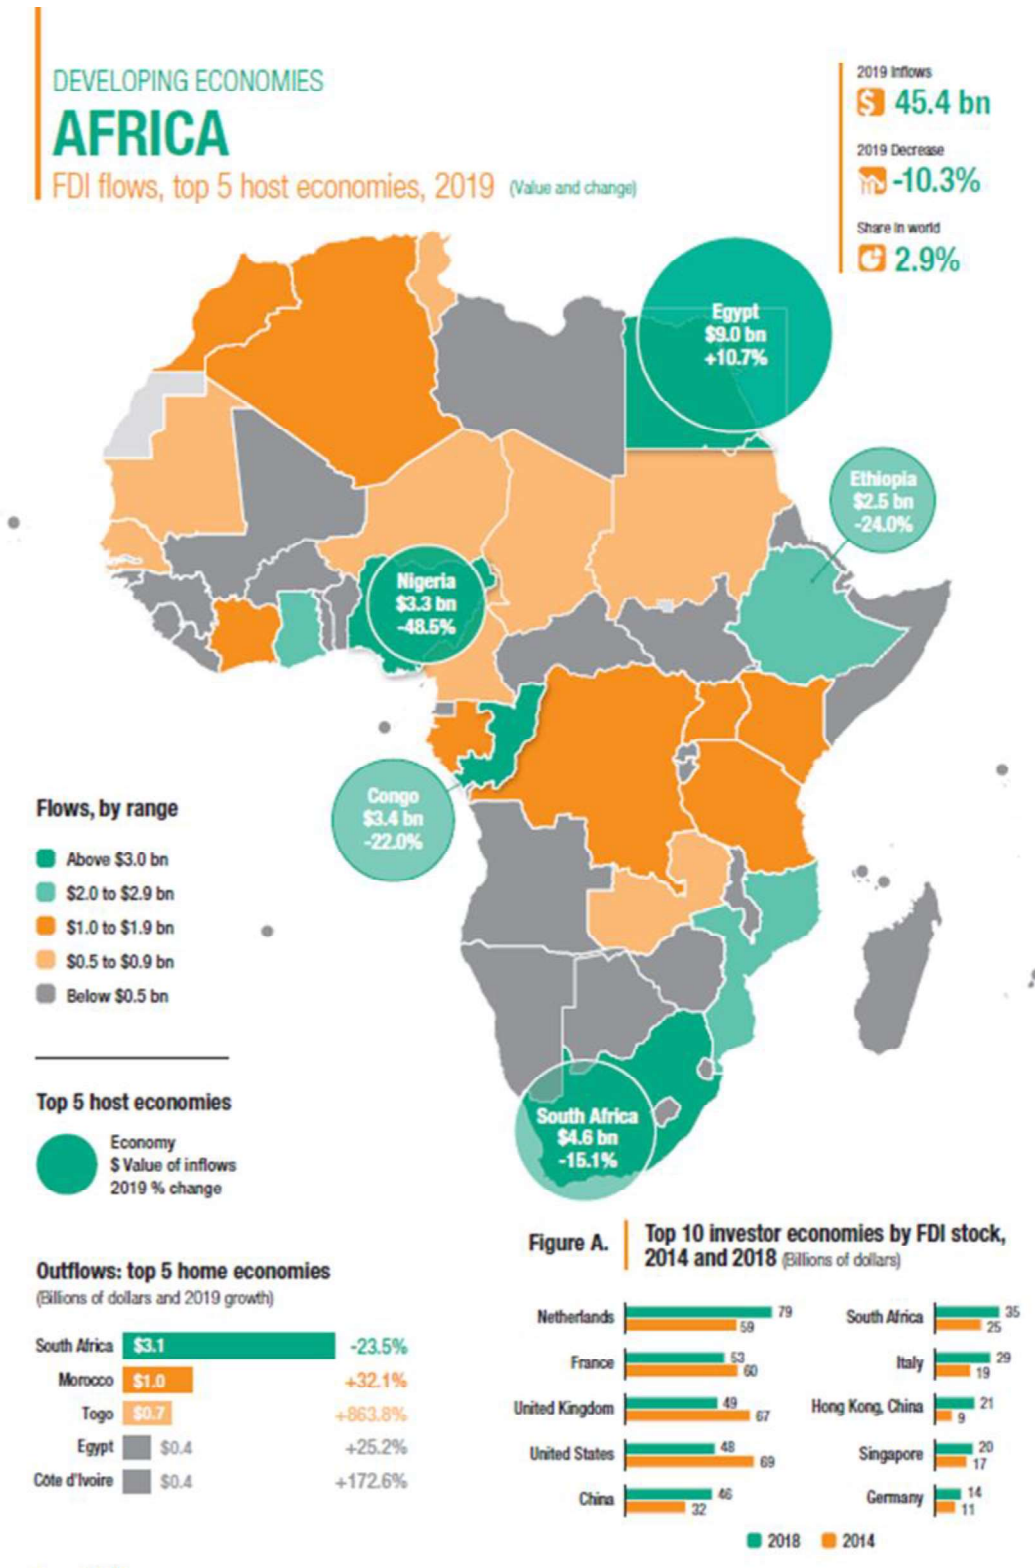 DEVELOPING ECONOMIES
AFRICA
FDI flows, top 5 host economies, 2019 (Value and change)
2019 Inflows
$ 45.4 bn
2019 Decrease
-10.3%
Share in world
2.9%
Egypt
$9.0 bn
+10.7%
Ethiopia
$2.5 bn
-24.0%
Nigeria
$3.3 bn
-48.5%
Congo
$3.4 bn
-22.0%
South Africa
$4.6 bn
-15.1%
Flows, by range
Above $3.0 bn
$2.0 to $2.9 bn
$1.0 to $1.9 bn
$0.5 to $0.9 bn
Below $0.5 bn
Top 5 host economies
Economy
$ Value of inflows
2019 % change
Outflows: top 5 home economies
(Billions of dollars and 2019 growth)
South Africa $3.1 -23.5%
Morocco $1.0 +32.1%
Togo $0.7 +863.8%
Egypt $0.4 +25.2%
Côte d'Ivoire $0.4 +172.6%
Figure A.
Top 10 investor economies by FDI stock,
2014 and 2018 (Billions of dollars)
Netherlands 79
59
France 53
60
United Kingdom 49
67
United States 48
69
China 46
32
South Africa 35
25
Italy 29
19
Hong Kong, China 21
9
Singapore 20
17
Germany 14
11
2018 2014